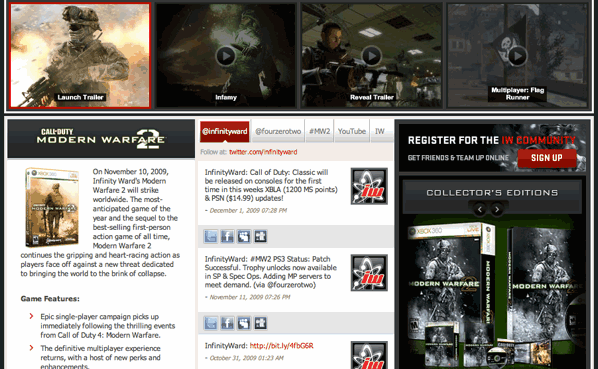 Launch Trailer
Infamy
Reveal Trailer
Multiplayer: Flag
Runner
CALL OF DUTY
MODERN WARFARE 2
On November 10, 2009,
Infinity Ward's Modern
Warfare 2 will strike
worldwide. The most-
anticipated game of the
year and the sequel to the
best-selling first-person
action game of all time,
Modern Warfare 2
continues the gripping and heart-racing action as
players face off against a new threat dedicated
to bringing the world to the brink of collapse.
Game Features:
Epic single-player campaign picks up
immediately following the thrilling events
from Call of Duty 4: Modern Warfare.
The definitive multiplayer experience
returns, with a host of new perks and
enhancements.
@infinityward
@fourzerotwo
#MW2
YouTube
IW
Follow at: twitter.com/infinityward
InfinityWard: Call of Duty: Classic will
be released on consoles for the first
time in this weeks XBLA (1200 MS points)
& PSN ($14.99) updates!
- December 1, 2009 07:28 PM
iw
InfinityWard: #MW2 PS3 Status: Patch
Successful. Trophy unlocks now available
in SP & Spec Ops. Adding MP servers to
meet demand. (via @fourzerotwo)
- November 11, 2009 07:26 PM
iw
InfinityWard: http://bit.ly/4fbG6R
- October 31, 2009 01:23 AM
iw
REGISTER FOR THE IW COMMUNITY
GET FRIENDS & TEAM UP ONLINE
SIGN UP
COLLECTOR'S EDITIONS
XBOX 360
MODERN WARFARE 2
MODERN WARFARE
MODERN WARFARE